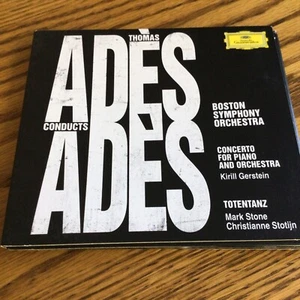 THOMAS
ADÈS
CONDUCTS
ADÈS
BOSTON
SYMPHONY
ORCHESTRA
CONCERTO
FOR PIANO
AND ORCHESTRA
Kirill Gerstein
TOTENTANZ
Mark Stone
Christianne Stotijn